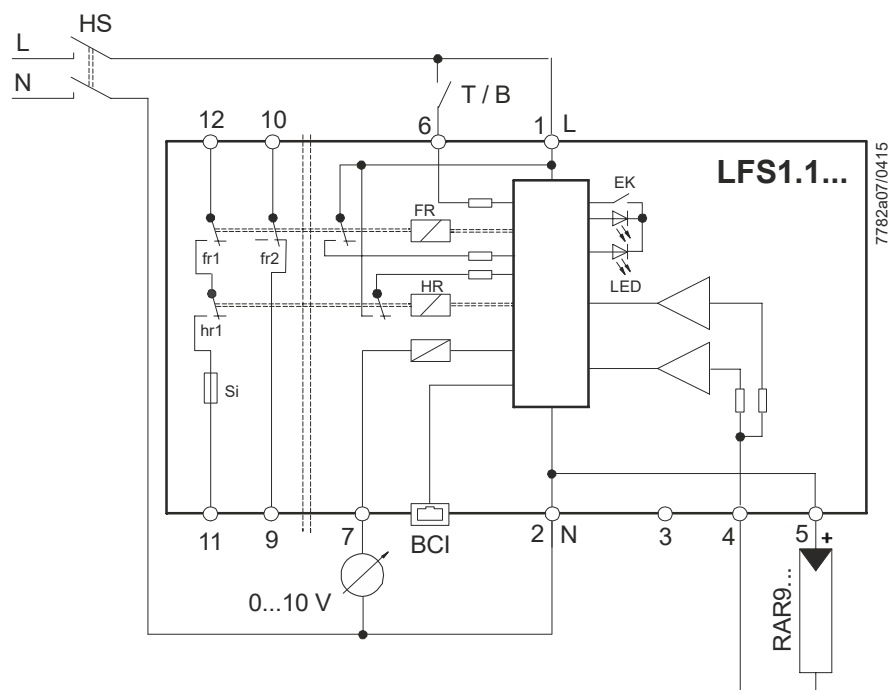 HS
L
N
T / B
12
10
6
1
L
LFS1.1...
7782a07/0415
EK
FR
fr1
fr2
LED
HR
hr1
Si
11
9
7
BCI
2
N
3
4
5
+
0...10 V
RAR9...